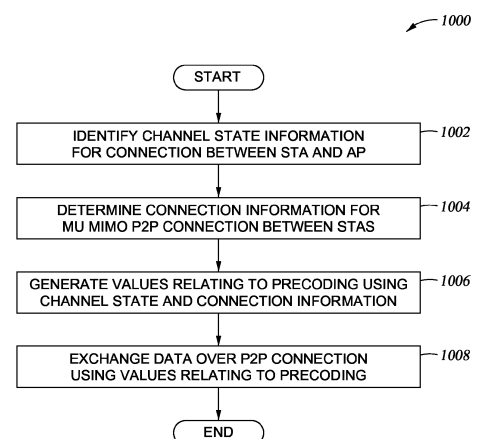 1000
START
IDENTIFY CHANNEL STATE INFORMATION
FOR CONNECTION BETWEEN STA AND AP
1002
DETERMINE CONNECTION INFORMATION FOR
MU MIMO P2P CONNECTION BETWEEN STAS
1004
GENERATE VALUES RELATING TO PRECODING USING
CHANNEL STATE AND CONNECTION INFORMATION
1006
EXCHANGE DATA OVER P2P CONNECTION
USING VALUES RELATING TO PRECODING
1008
END